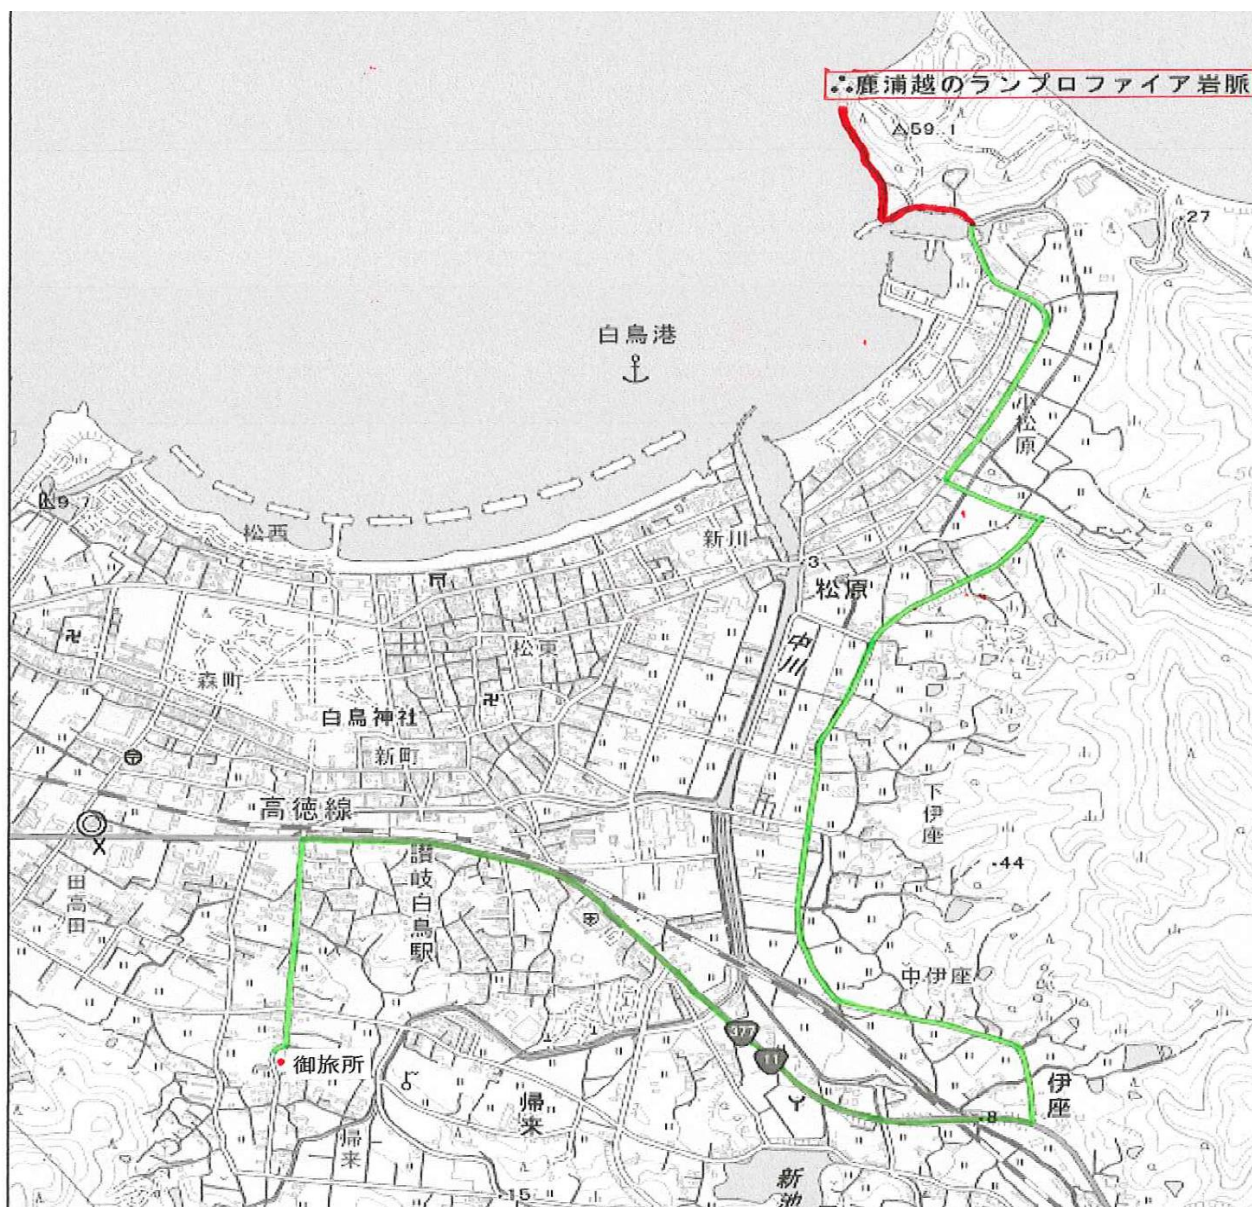 ∴鹿浦越のランプロファイア岩脈
59.1
27
白鳥港
小松原
9.7
松西
新川
3
松原
中川
松東
森町
白鳥神社
新町
下伊座
高徳線
44
讃岐白鳥駅
田高田
中伊座
377
11
御旅所
伊座
8
帰来
帰来
新池
15
50
50